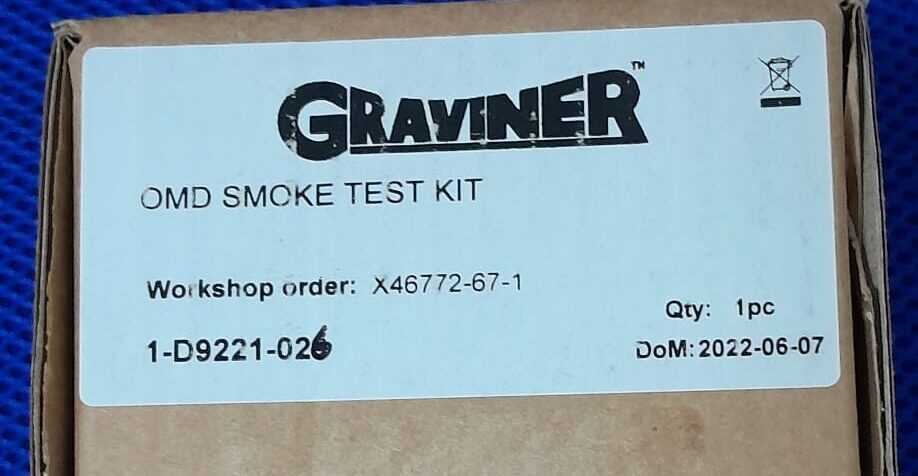 GRAVINER™
OMD SMOKE TEST KIT
Workshop order: X46772-67-1
Qty: 1pc
1-D9221-026
DoM: 2022-06-07